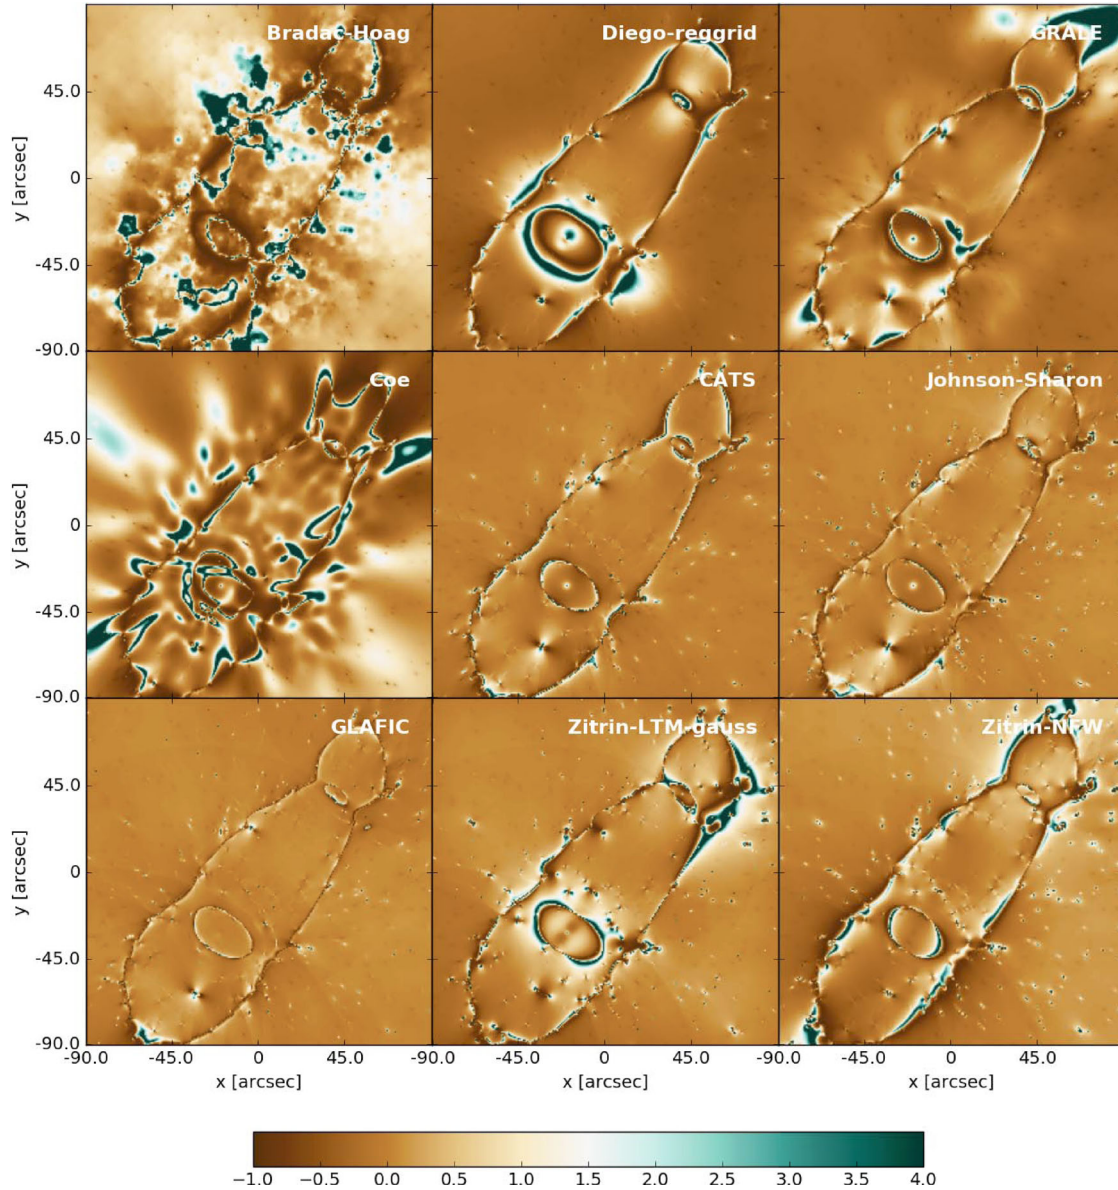 Bradac-Hoag
Diego-reggrid
GRALE
45.0
0
-45.0
-90.0
y [arcsec]
Coe
CATS
Johnson-Sharon
45.0
0
-45.0
-90.0
y [arcsec]
GLAFIC
Zitrin-LTM-gauss
Zitrin-NFW
45.0
0
-45.0
-90.0
y [arcsec]
-90.0 -45.0 0 45.0 -90.0 -45.0 0 45.0 -90.0 -45.0 0 45.0
x [arcsec] x [arcsec] x [arcsec]
−1.0 −0.5 0.0 0.5 1.0 1.5 2.0 2.5 3.0 3.5 4.0